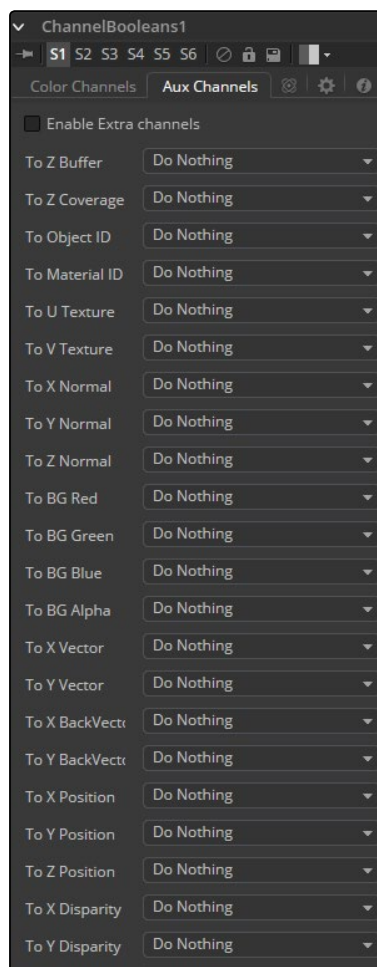 ChannelBooleans1
S1 S2 S3 S4 S5 S6
Color Channels Aux Channels
Enable Extra channels
To Z Buffer Do Nothing
To Z Coverage Do Nothing
To Object ID Do Nothing
To Material ID Do Nothing
To U Texture Do Nothing
To V Texture Do Nothing
To X Normal Do Nothing
To Y Normal Do Nothing
To Z Normal Do Nothing
To BG Red Do Nothing
To BG Green Do Nothing
To BG Blue Do Nothing
To BG Alpha Do Nothing
To X Vector Do Nothing
To Y Vector Do Nothing
To X BackVecto Do Nothing
To Y BackVecto Do Nothing
To X Position Do Nothing
To Y Position Do Nothing
To Z Position Do Nothing
To X Disparity Do Nothing
To Y Disparity Do Nothing